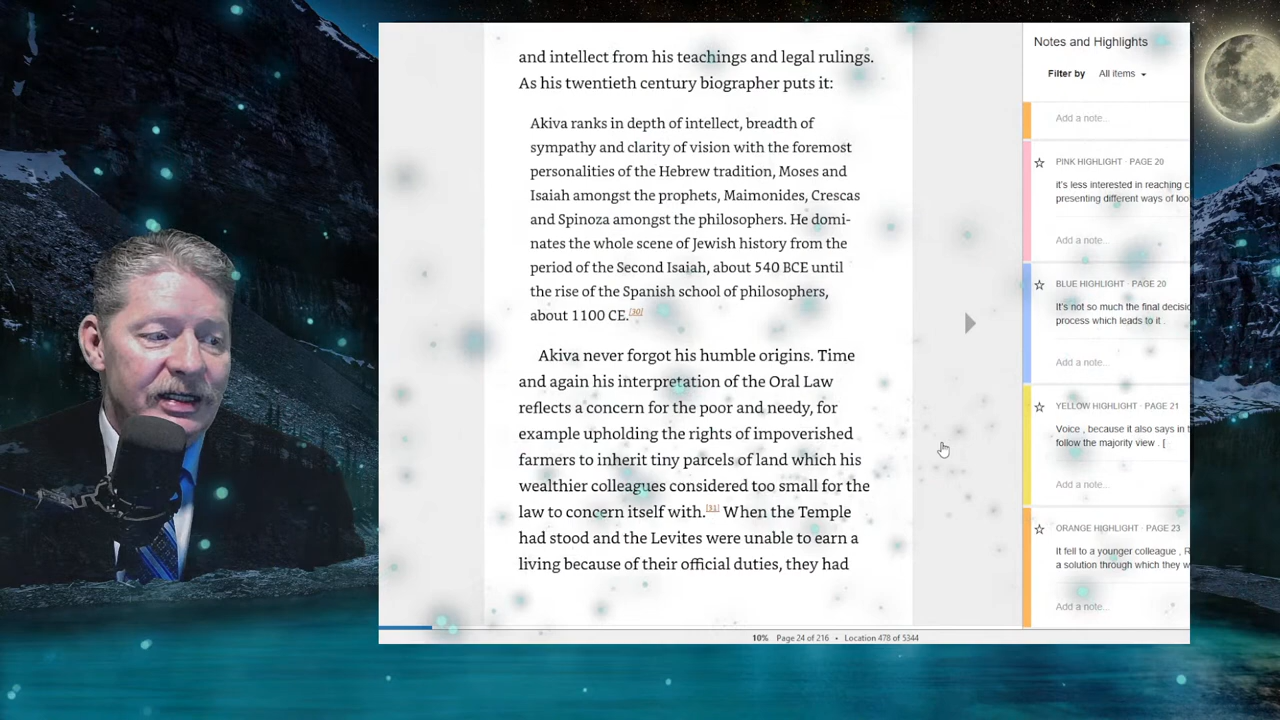 and intellect from his teachings and legal rulings.
As his twentieth century biographer puts it:
Akiva ranks in depth of intellect, breadth of
sympathy and clarity of vision with the foremost
personalities of the Hebrew tradition, Moses and
Isaiah amongst the prophets, Maimonides, Crescas
and Spinoza amongst the philosophers. He domi-
nates the whole scene of Jewish history from the
period of the Second Isaiah, about 540 BCE until
the rise of the Spanish school of philosophers,
about 1100 CE.[30]
Akiva never forgot his humble origins. Time
and again his interpretation of the Oral Law
reflects a concern for the poor and needy, for
example upholding the rights of impoverished
farmers to inherit tiny parcels of land which his
wealthier colleagues considered too small for the
law to concern itself with.[31] When the Temple
had stood and the Levites were unable to earn a
living because of their official duties, they had
10% Page 24 of 216 • Location 478 of 5344
Notes and Highlights
Filter by All items
Add a note...
PINK HIGHLIGHT · PAGE 20
it's less interested in reaching c
presenting different ways of loo
Add a note...
BLUE HIGHLIGHT · PAGE 20
It's not so much the final decisio
process which leads to it .
Add a note...
YELLOW HIGHLIGHT · PAGE 21
Voice , because it also says in t
follow the majority view . [
Add a note...
ORANGE HIGHLIGHT · PAGE 23
It fell to a younger colleague , R
a solution through which they w
Add a note...